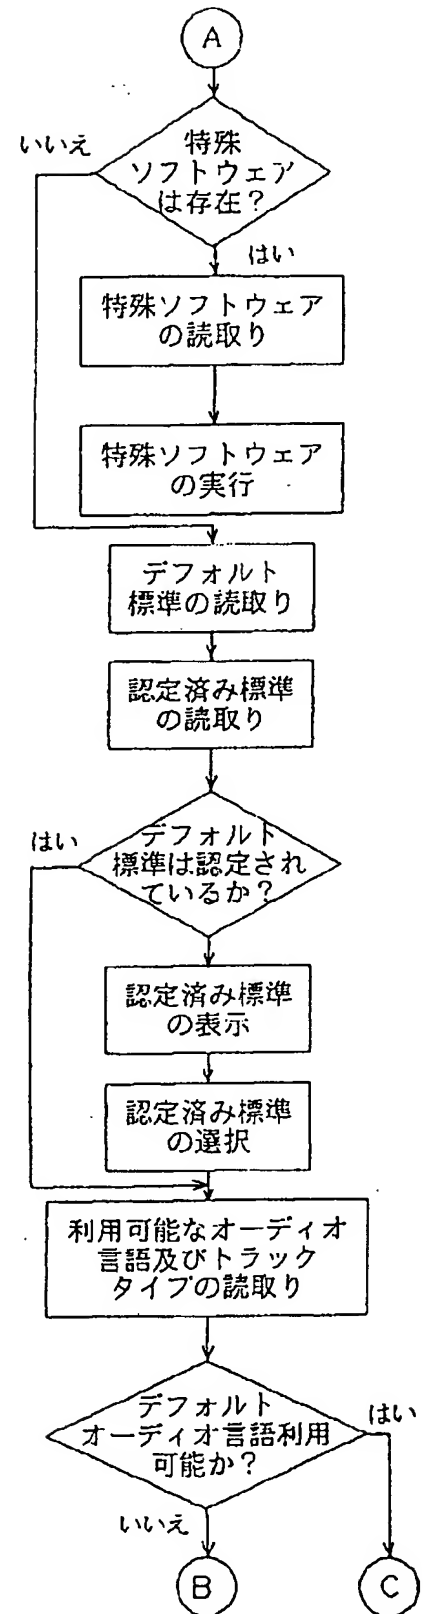 A
いいえ
特殊
ソフトウェア
は存在?
はい
特殊ソフトウェア
の読取り
特殊ソフトウェア
の実行
デフォルト
標準の読取り
認定済み標準
の読取り
はい
デフォルト
標準は認定され
ているか?
認定済み標準
の表示
認定済み標準
の選択
利用可能なオーディオ
言語及びトラック
タイプの読取り
デフォルト
オーディオ言語利用
可能か?
はい
いいえ
B
C